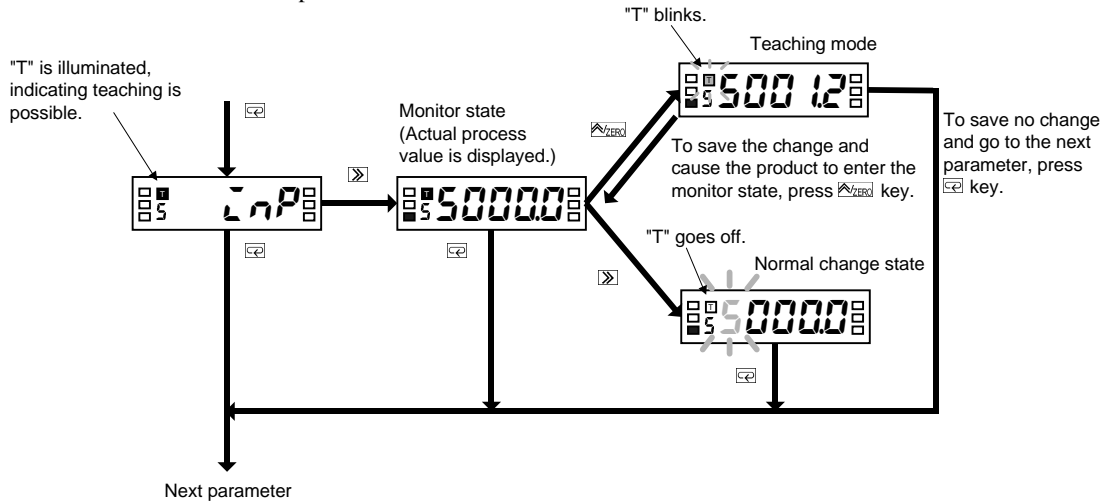 "T" blinks.
Teaching mode
"T" is illuminated,
indicating teaching is
possible.
T
S
5001.2
Monitor state
(Actual process
value is displayed.)
/ZERO
To save the change and
cause the product to enter the
monitor state, press /ZERO key.
To save no change
and go to the next
parameter, press
key.
T
S
inP
T
S
5000.0
"T" goes off.
Normal change state
T
S
5000.0
Next parameter